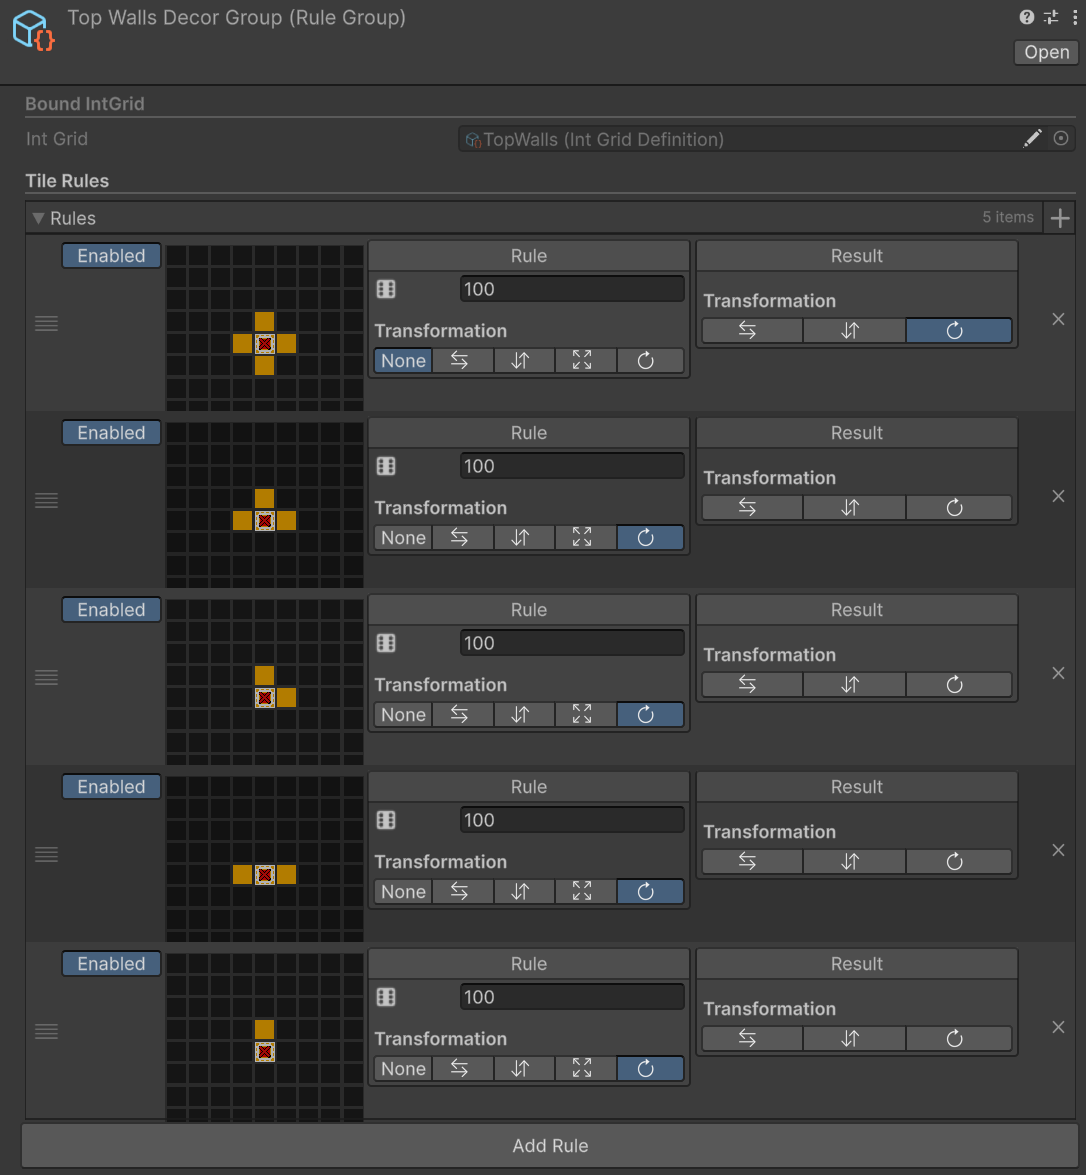 Top Walls Decor Group (Rule Group)
Open
Bound IntGrid
Int Grid
TopWalls (Int Grid Definition)
Tile Rules
Rules
5 items
Enabled
Rule
100
Transformation
None
Result
Transformation
Enabled
Rule
100
Transformation
None
Result
Transformation
Enabled
Rule
100
Transformation
None
Result
Transformation
Enabled
Rule
100
Transformation
None
Result
Transformation
Enabled
Rule
100
Transformation
None
Result
Transformation
Add Rule